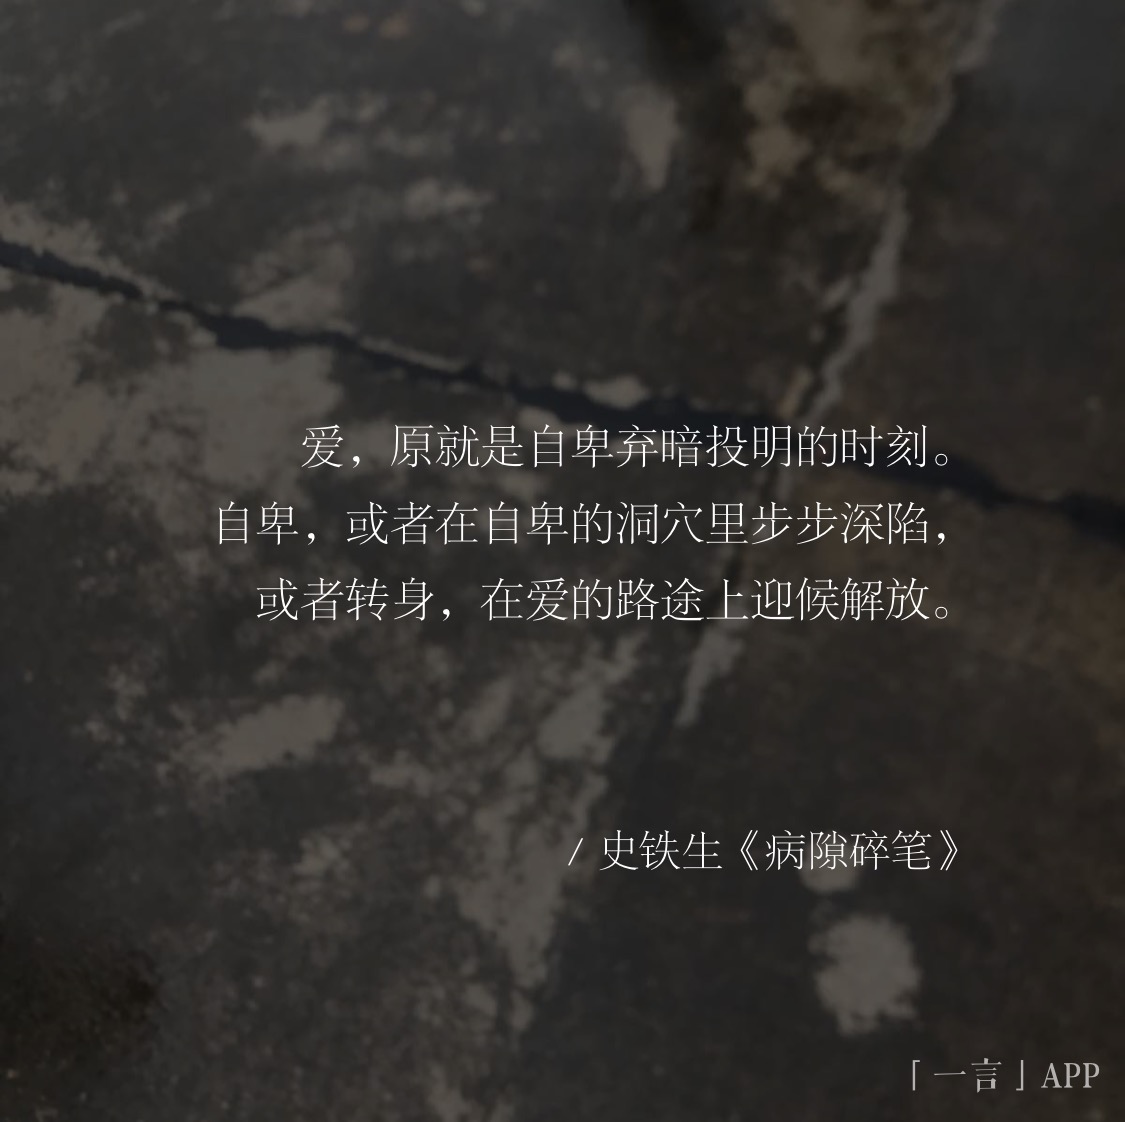 爱，原就是自卑弃暗投明的时刻。
自卑，或者在自卑的洞穴里步步深陷，
或者转身，在爱的路途上迎候解放。
/ 史铁生《病隙碎笔》
「一言」APP